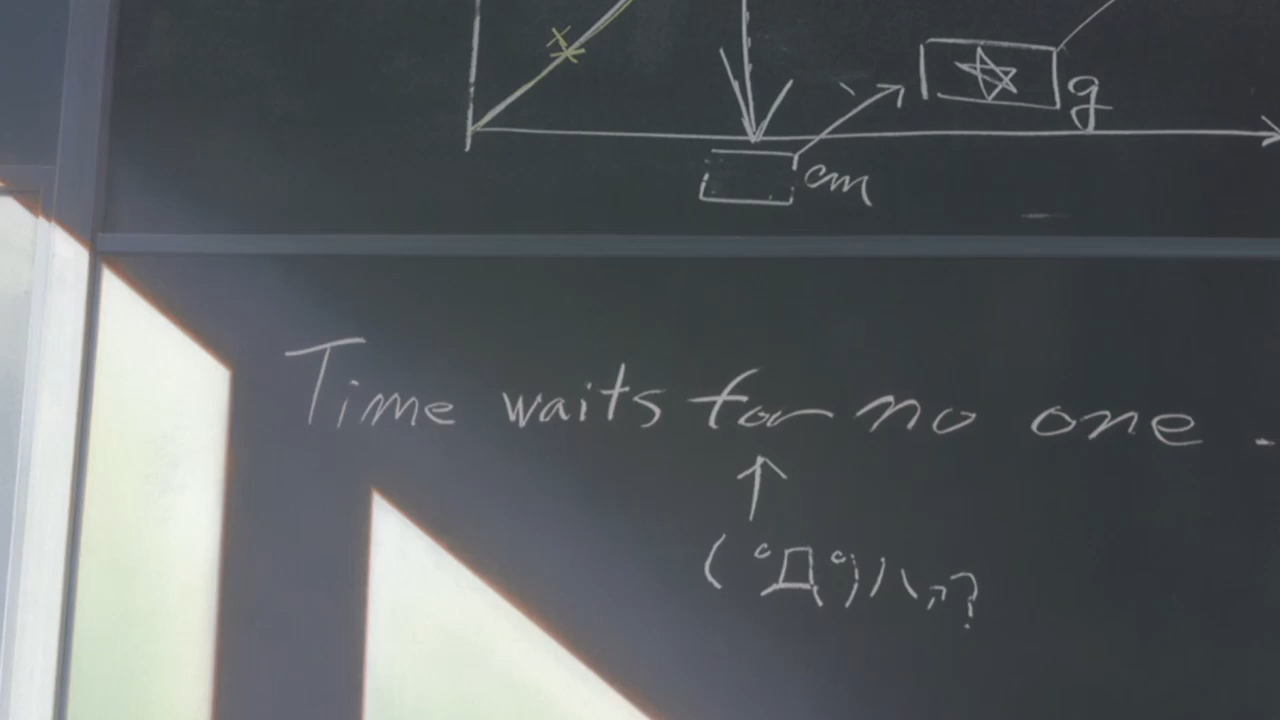 g
cm
Time waits for no one.
↑
(ﾟДﾟ)ハァ?